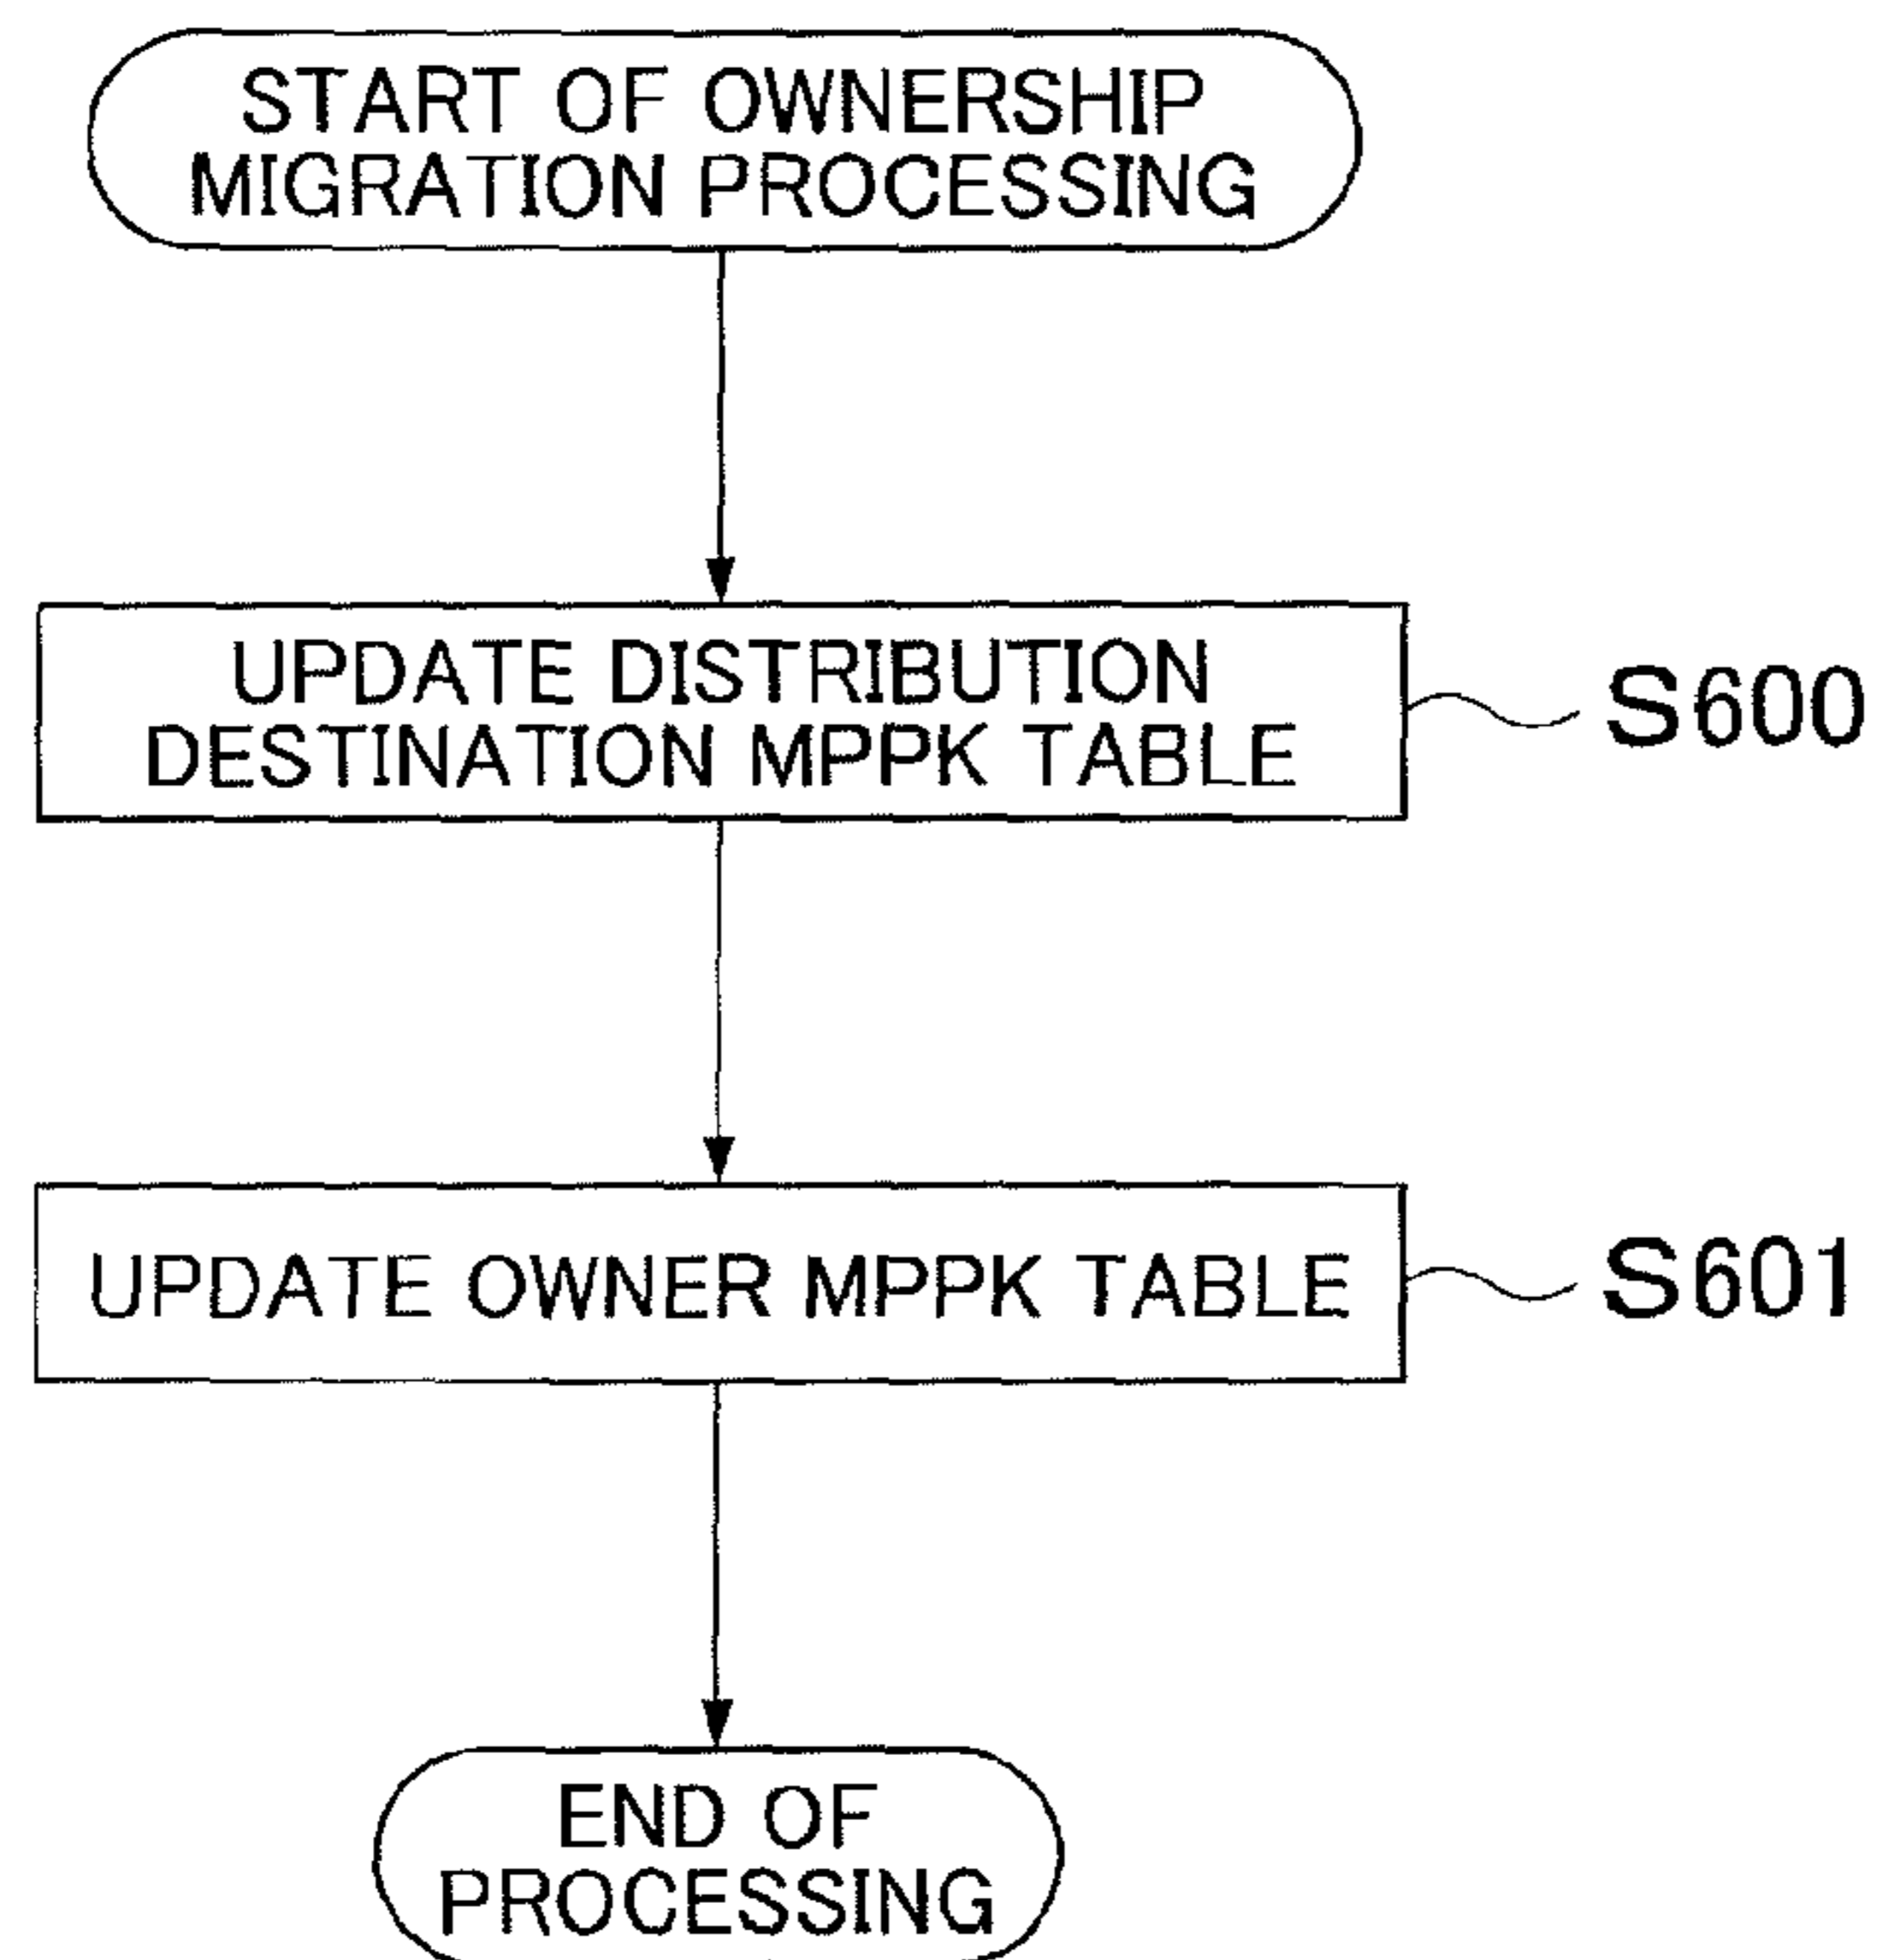 START OF OWNERSHIP
MIGRATION PROCESSING
UPDATE DISTRIBUTION
DESTINATION MPPK TABLE
S600
UPDATE OWNER MPPK TABLE
S601
END OF
PROCESSING